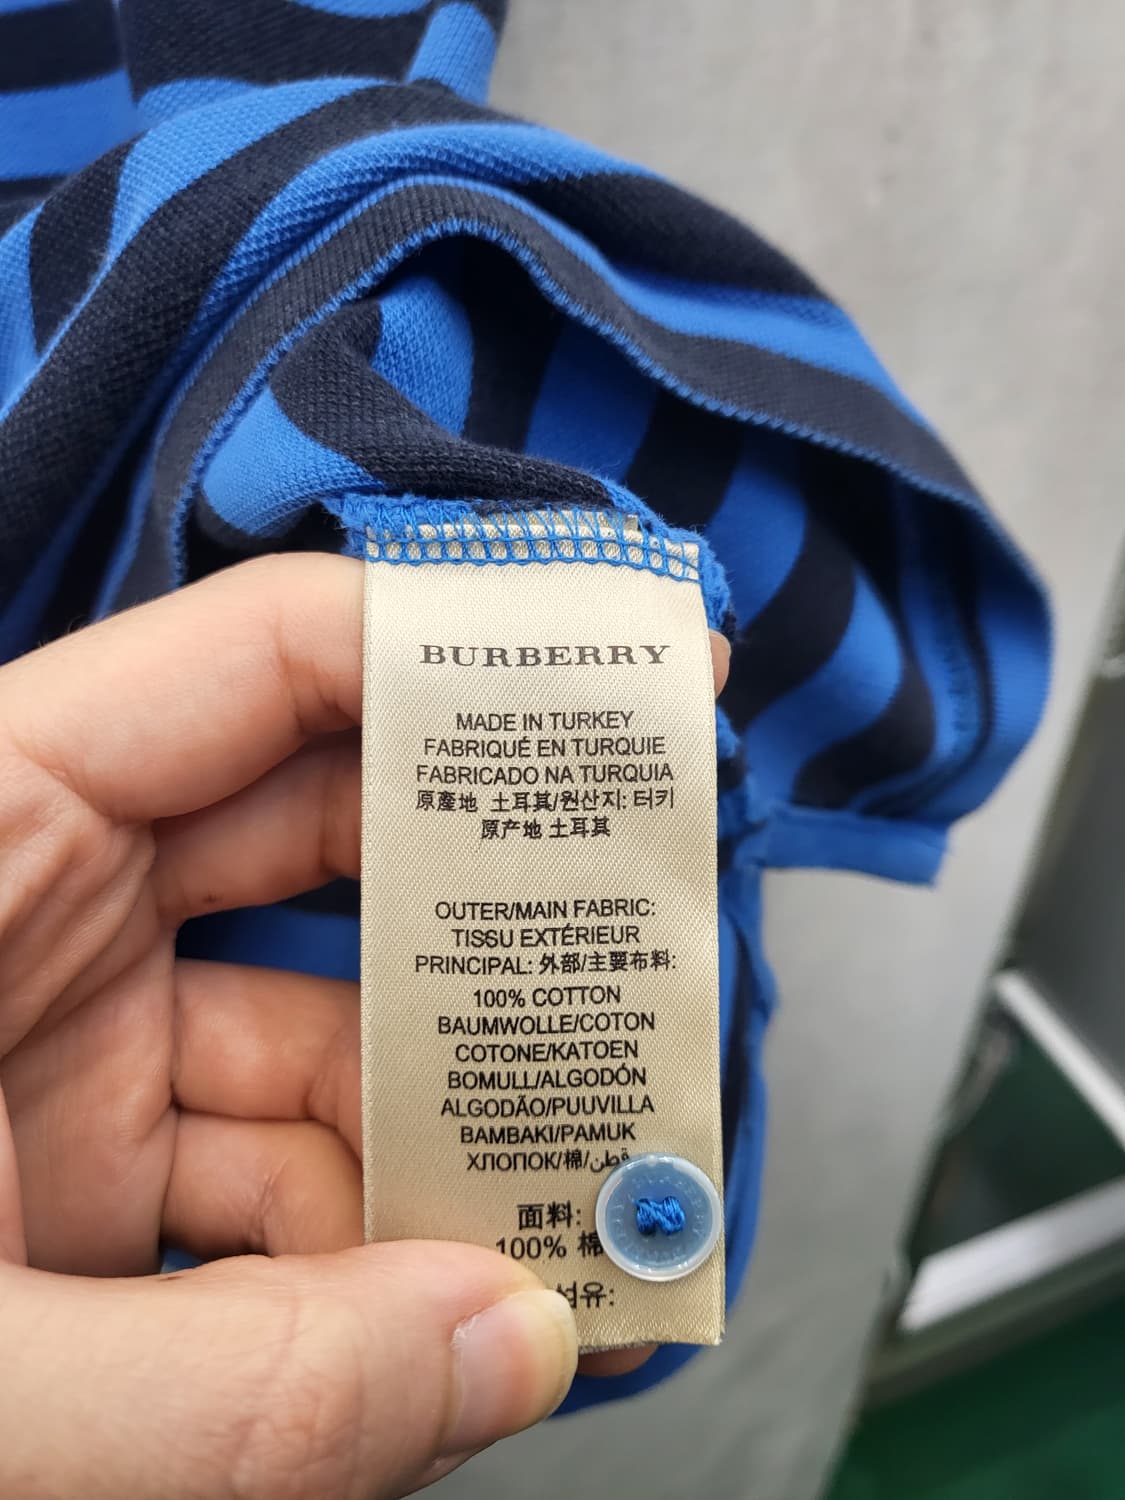 BURBERRY
MADE IN TURKEY
FABRIQUÉ EN TURQUIE
FABRICADO NA TURQUIA
原產地 土耳其/원산지: 터키
原产地 土耳其
OUTER/MAIN FABRIC:
TISSU EXTÉRIEUR
PRINCIPAL: 外部/主要布料:
100% COTTON
BAUMWOLLE/COTON
COTONE/KATOEN
BOMULL/ALGODÓN
ALGODÃO/PUUVILLA
BAMBAKI/PAMUK
ХЛОПОК/棉/قطن
面料:
100% 棉